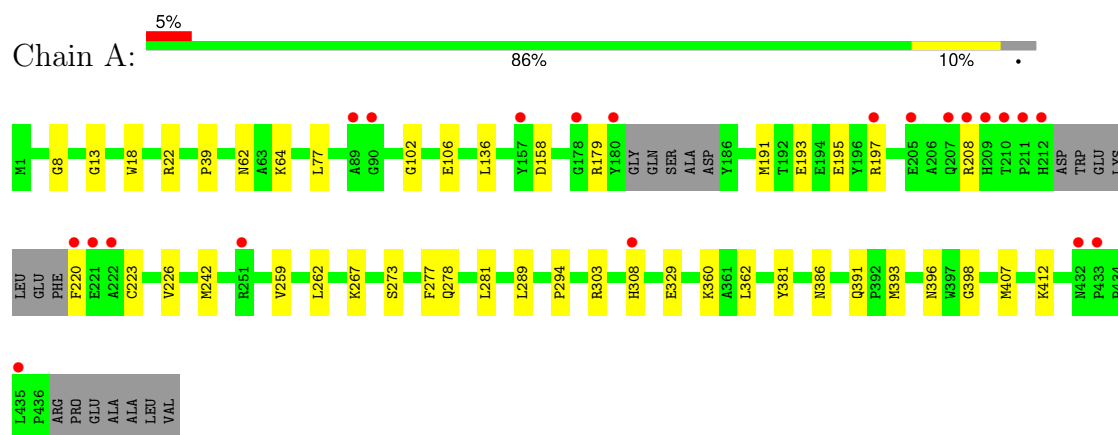 5%
Chain A:
86% 10% •
M1 G8 G13 W18 R22 P39 N62 A63 K64 L77 A89 G90 G102 E106 L136 Y157 D158 G178 R179 Y180 GLY GLN SER ALA ASP Y186 M191 T192 E193 E194 E195 Y196 R197 E205 A206 Q207 R208 H209 T210 P211 H212 ASP TRP GLU LYS
LEU GLU PHE F220 E221 A222 C223 V226 M242 R251 V259 L262 K267 S273 F277 Q278 L281 L289 P294 R303 H308 E329 K360 A361 L362 Y381 N386 Q391 P392 M393 N396 W397 G398 M407 K412 N432 P433 P434
L435 P436 ARG PRO GLU ALA ALA LEU VAL